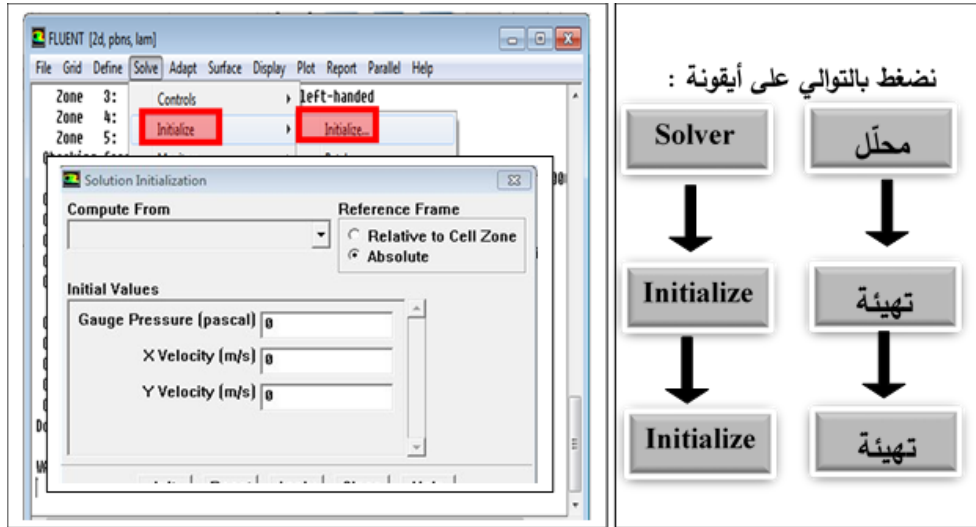 FLUENT [2d, pbns, lam]
File Grid Define Solve Adapt Surface Display Plot Report Parallel Help
Zone 3: Controls left-handed
Zone 4:
Zone 5: Initialize Initialize...
Solution Initialization
Compute From
Reference Frame
Relative to Cell Zone
Absolute
Initial Values
Gauge Pressure (pascal) 0
X Velocity (m/s) 0
Y Velocity (m/s) 0
نضغط بالتوالي على أيقونة :
Solver محلّل
Initialize تهيئة
Initialize تهيئة